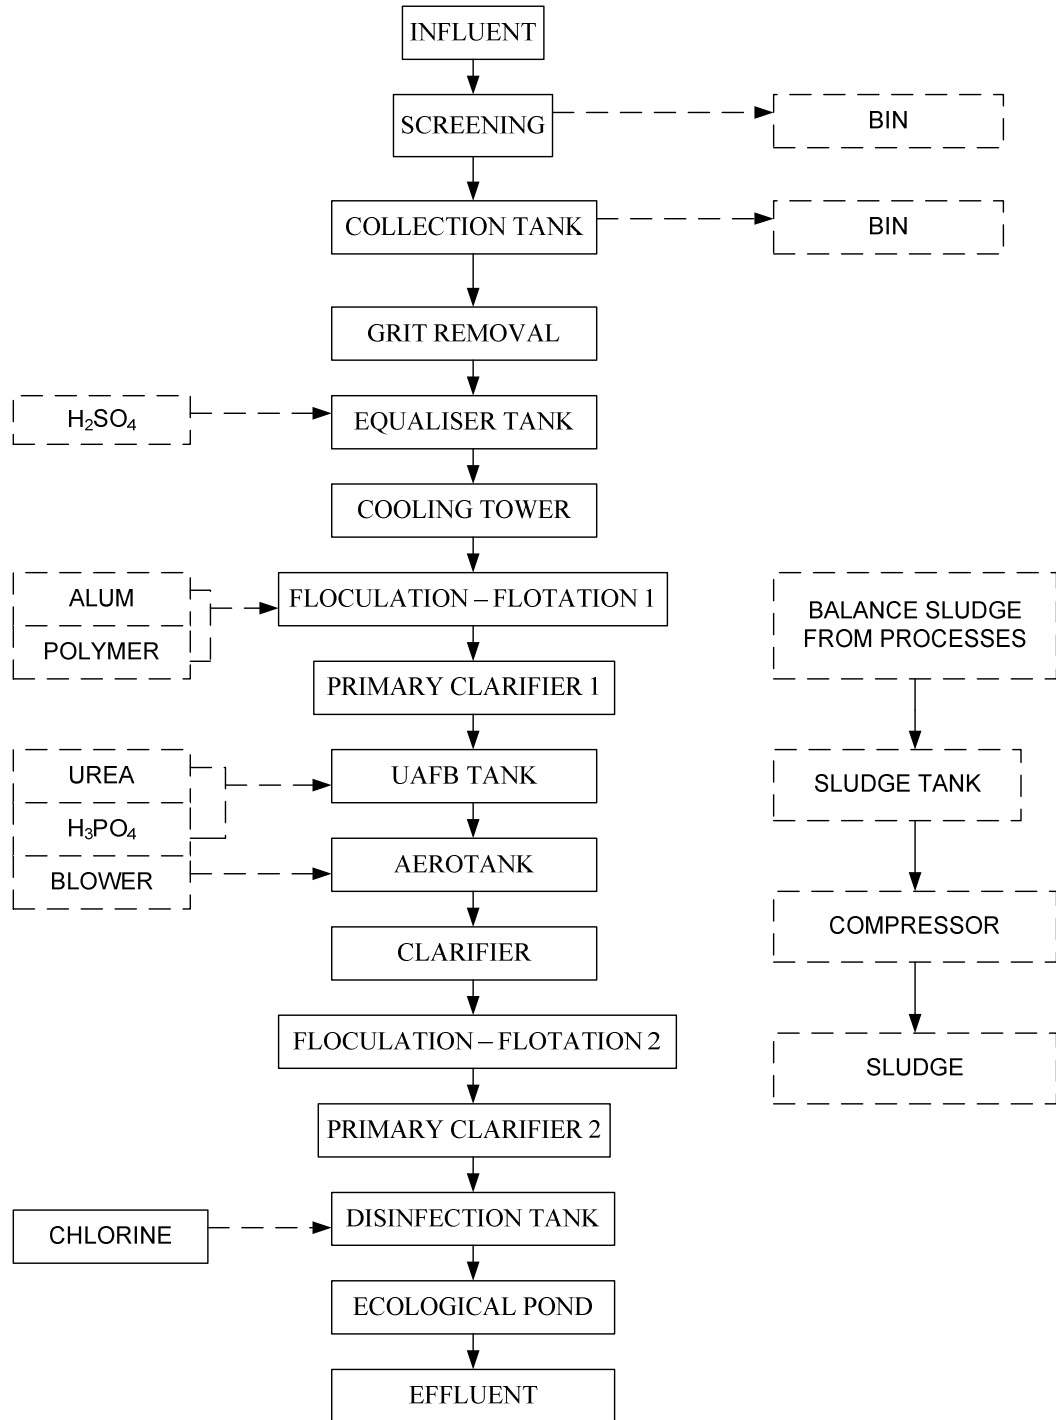 INFLUENT
SCREENING
BIN
COLLECTION TANK
BIN
GRIT REMOVAL
H₂SO₄
EQUALISER TANK
COOLING TOWER
ALUM
POLYMER
FLOCULATION – FLOTATION 1
BALANCE SLUDGE
FROM PROCESSES
PRIMARY CLARIFIER 1
UREA
H₃PO₄
BLOWER
UAFB TANK
SLUDGE TANK
AEROTANK
CLARIFIER
COMPRESSOR
FLOCULATION – FLOTATION 2
SLUDGE
PRIMARY CLARIFIER 2
CHLORINE
DISINFECTION TANK
ECOLOGICAL POND
EFFLUENT